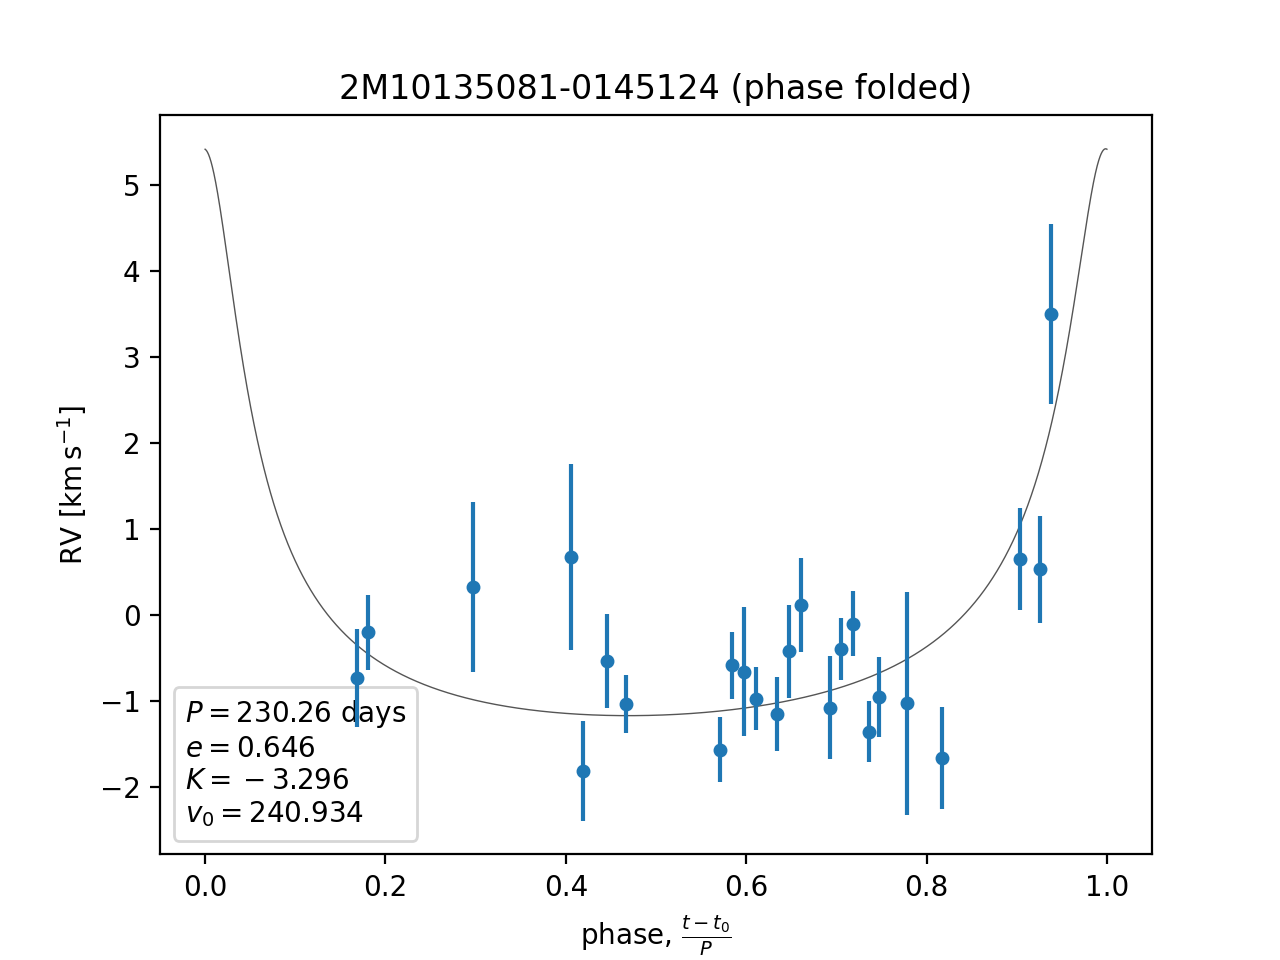 2M10135081-0145124 (phase folded)
RV [km s⁻¹]
5
4
3
2
1
0
−1
−2
P = 230.26 days
e = 0.646
K = − 3.296
v₀ = 240.934
0.0 0.2 0.4 0.6 0.8 1.0
phase, (t − t₀)/P